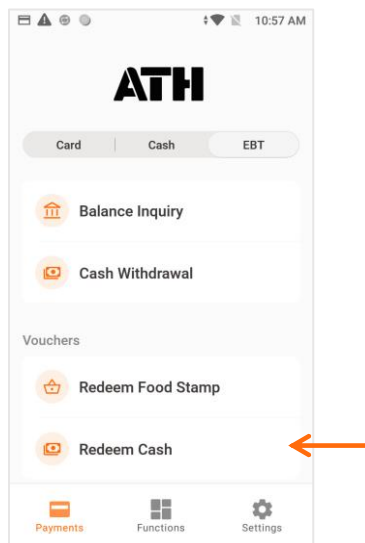 10:57 AM
ATH
Card Cash EBT
Balance Inquiry
Cash Withdrawal
Vouchers
Redeem Food Stamp
Redeem Cash
Payments Functions Settings